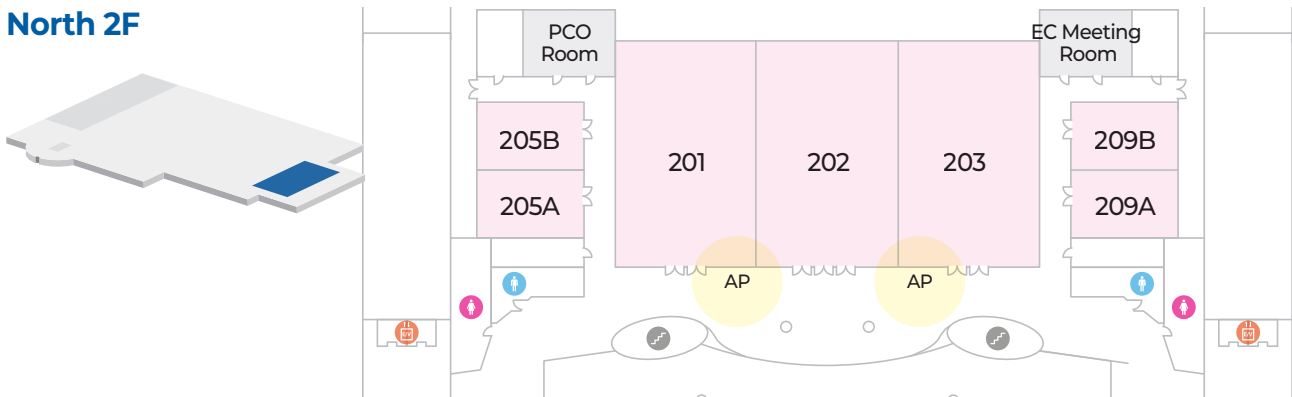 North 2F
PCO
Room
EC Meeting
Room
205B
209B
201
202
203
205A
209A
AP
AP
E/V
E/V